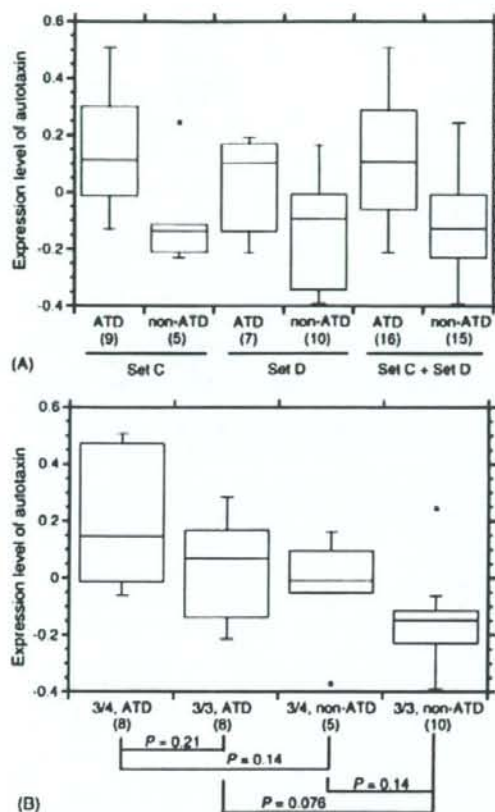 Expression level of autotaxin
0.6
0.4
0.2
0
-0.2
-0.4
ATD non-ATD ATD non-ATD ATD non-ATD
(9) (5) (7) (10) (16) (15)
Set C Set D Set C + Set D
(A)
Expression level of autotaxin
0.6
0.4
0.2
0
-0.2
-0.4
3/4, ATD 3/3, ATD 3/4, non-ATD 3/3, non-ATD
(8) (8) (5) (10)
P = 0.21
P = 0.14
P = 0.14
P = 0.076
(B)